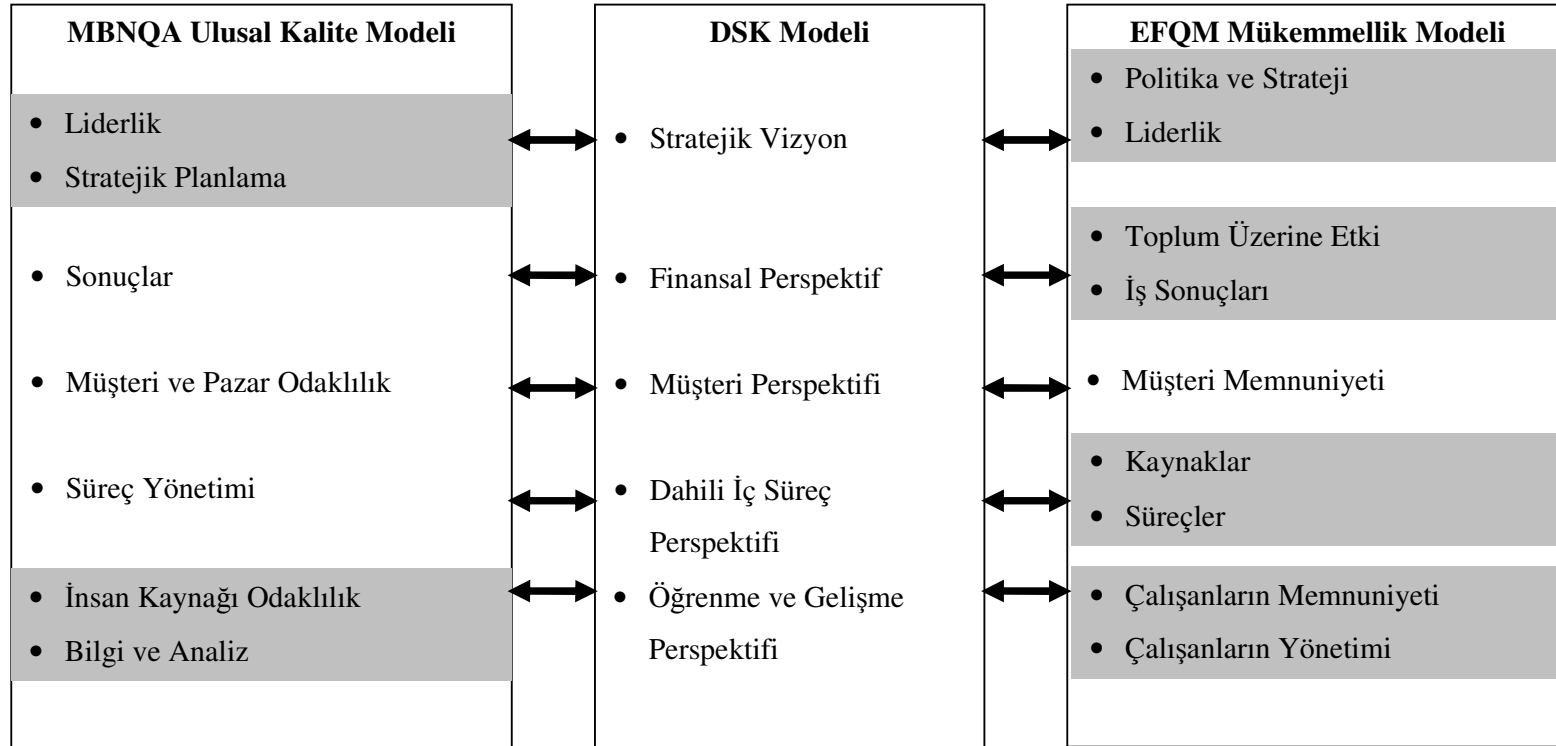 MBNQA Ulusal Kalite Modeli
• Liderlik
• Stratejik Planlama
• Sonuçlar
• Müşteri ve Pazar Odaklılık
• Süreç Yönetimi
• İnsan Kaynağı Odaklılık
• Bilgi ve Analiz
DSK Modeli
• Stratejik Vizyon
• Finansal Perspektif
• Müşteri Perspektifi
• Dahili İç Süreç
Perspektifi
• Öğrenme ve Gelişme
Perspektifi
EFQM Mükemmellik Modeli
• Politika ve Strateji
• Liderlik
• Toplum Üzerine Etki
• İş Sonuçları
• Müşteri Memnuniyeti
• Kaynaklar
• Süreçler
• Çalışanların Memnuniyeti
• Çalışanların Yönetimi